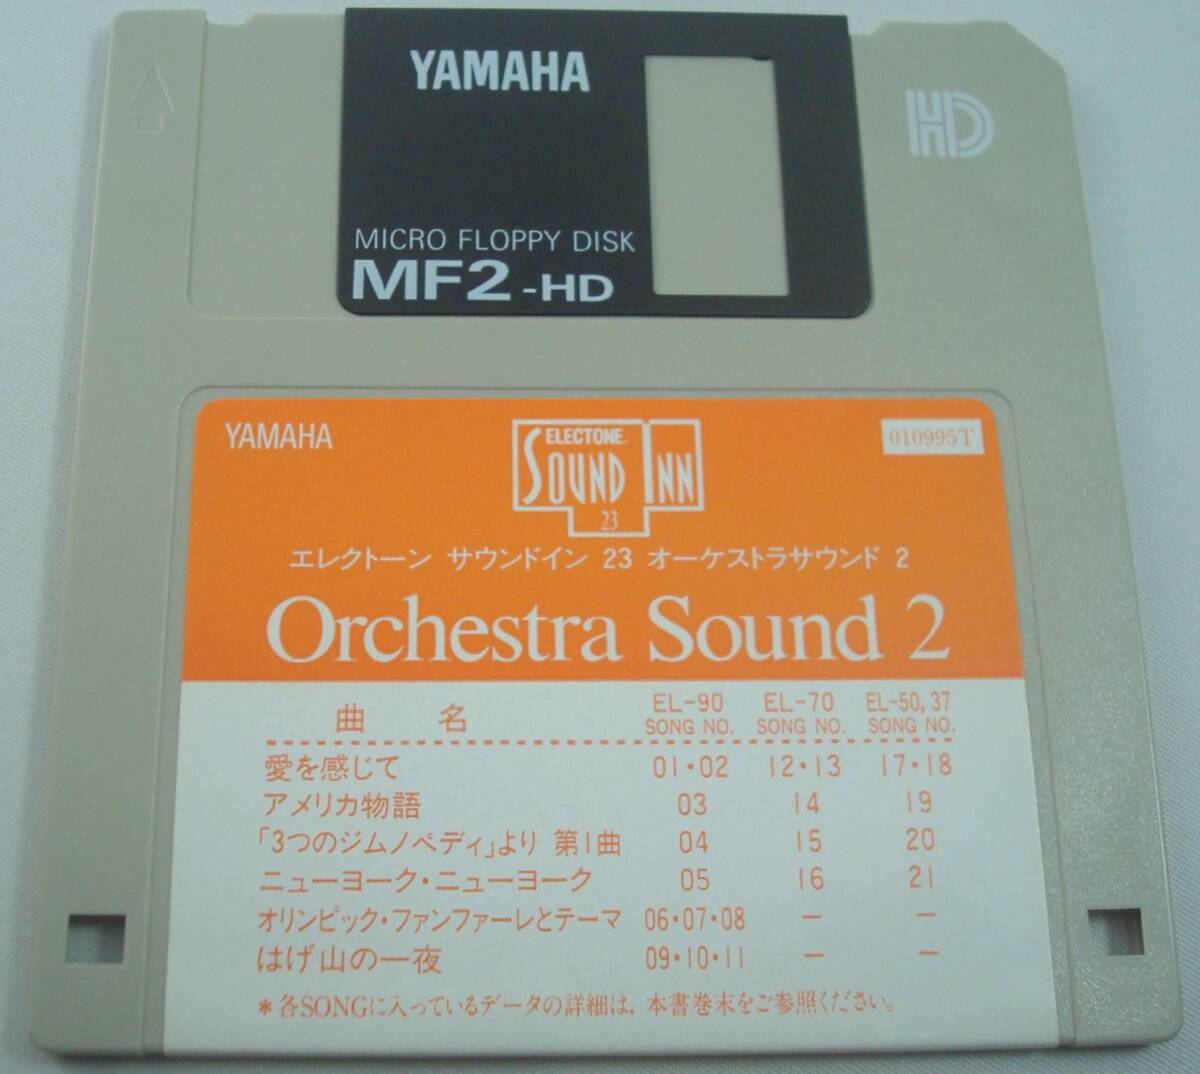 YAMAHA
HD
MICRO FLOPPY DISK
MF2 -HD
YAMAHA
ELECTONE™
SOUND INN
23
010995T
エレクトーン サウンドイン 23 オーケストラサウンド 2
Orchestra Sound 2
曲 名 EL-90 SONG NO. EL-70 SONG NO. EL-50, 37 SONG NO.
愛を感じて 01・02 12・13 17・18
アメリカ物語 03 14 19
「3つのジムノペディ」より 第1曲 04 15 20
ニューヨーク・ニューヨーク 05 16 21
オリンピック・ファンファーレとテーマ 06・07・08 — —
はげ山の一夜 09・10・11 — —
*各SONGに入っているデータの詳細は, 本書巻末をご参照ください。